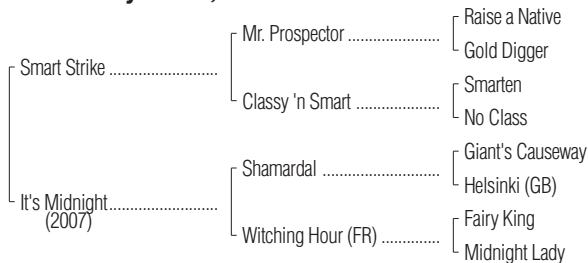 Raise a Native
Mr. Prospector ..................
Gold Digger
Smart Strike ........................
Smarten
Classy 'n Smart ................
No Class
Giant's Causeway
Shamardal ........................
Helsinki (GB)
It's Midnight........................
(2007)
Fairy King
Witching Hour (FR) .............
Midnight Lady